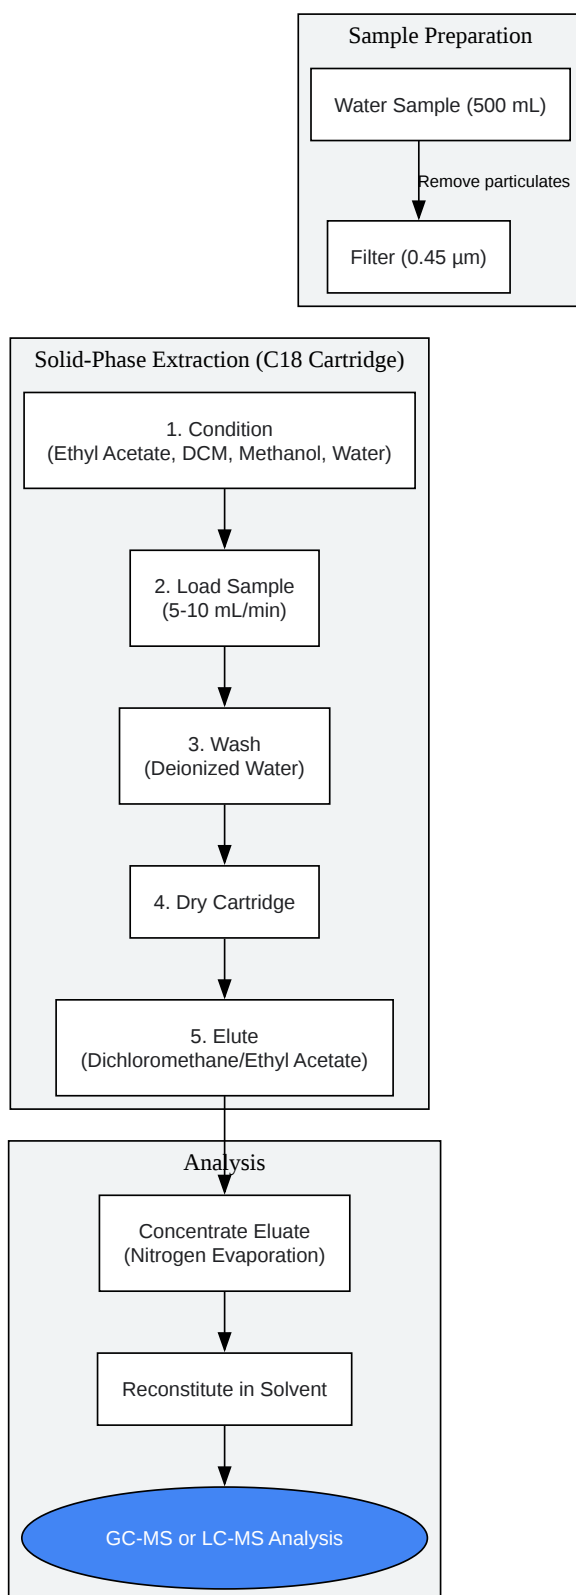 Sample Preparation
Water Sample (500 mL)
Remove particulates
Filter (0.45 µm)
Solid-Phase Extraction (C18 Cartridge)
1. Condition
(Ethyl Acetate, DCM, Methanol, Water)
2. Load Sample
(5-10 mL/min)
3. Wash
(Deionized Water)
4. Dry Cartridge
5. Elute
(Dichloromethane/Ethyl Acetate)
Analysis
Concentrate Eluate
(Nitrogen Evaporation)
Reconstitute in Solvent
GC-MS or LC-MS Analysis